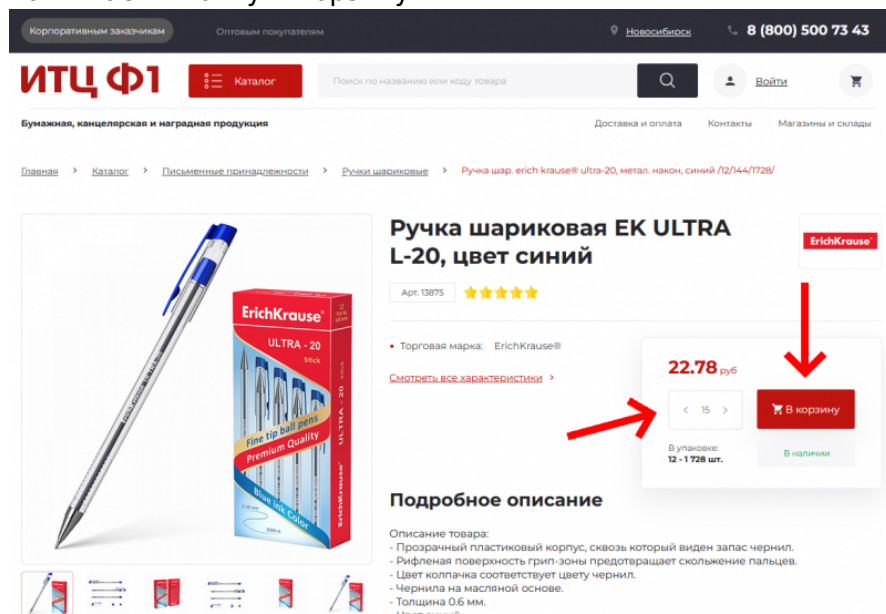 Корпоративным заказчикам
Оптовым покупателям
Новосибирск
8 (800) 500 73 43
ИТЦ Ф1
Каталог
Поиск по названию или коду товара
Войти
Бумажная, канцелярская и наградная продукция
Доставка и оплата
Контакты
Магазины и склады
Главная > Каталог > Письменные принадлежности > Ручки шариковые > Ручка шар. erich krause® ultra-20, метал. након, синий /12/144/1728/
Ручка шариковая EK ULTRA
L-20, цвет синий
ErichKrause
Арт. 13875
• Торговая марка: ErichKrause®
Смотреть все характеристики >
22.78 руб
< 15 >
В корзину
В упаковке:
12 - 1 728 шт.
В наличии
ErichKrause®
ULTRA - 20
Stick
Fine tip ball pens
Premium Quality
Blue Ink Color
ULTRA - 20 Stick
ErichKrause®
Подробное описание
Описание товара:
- Прозрачный пластиковый корпус, сквозь который виден запас чернил.
- Рифленая поверхность грип-зоны предотвращает скольжение пальцев.
- Цвет колпачка соответствует цвету чернил.
- Чернила на масляной основе.
- Толщина 0.6 мм.